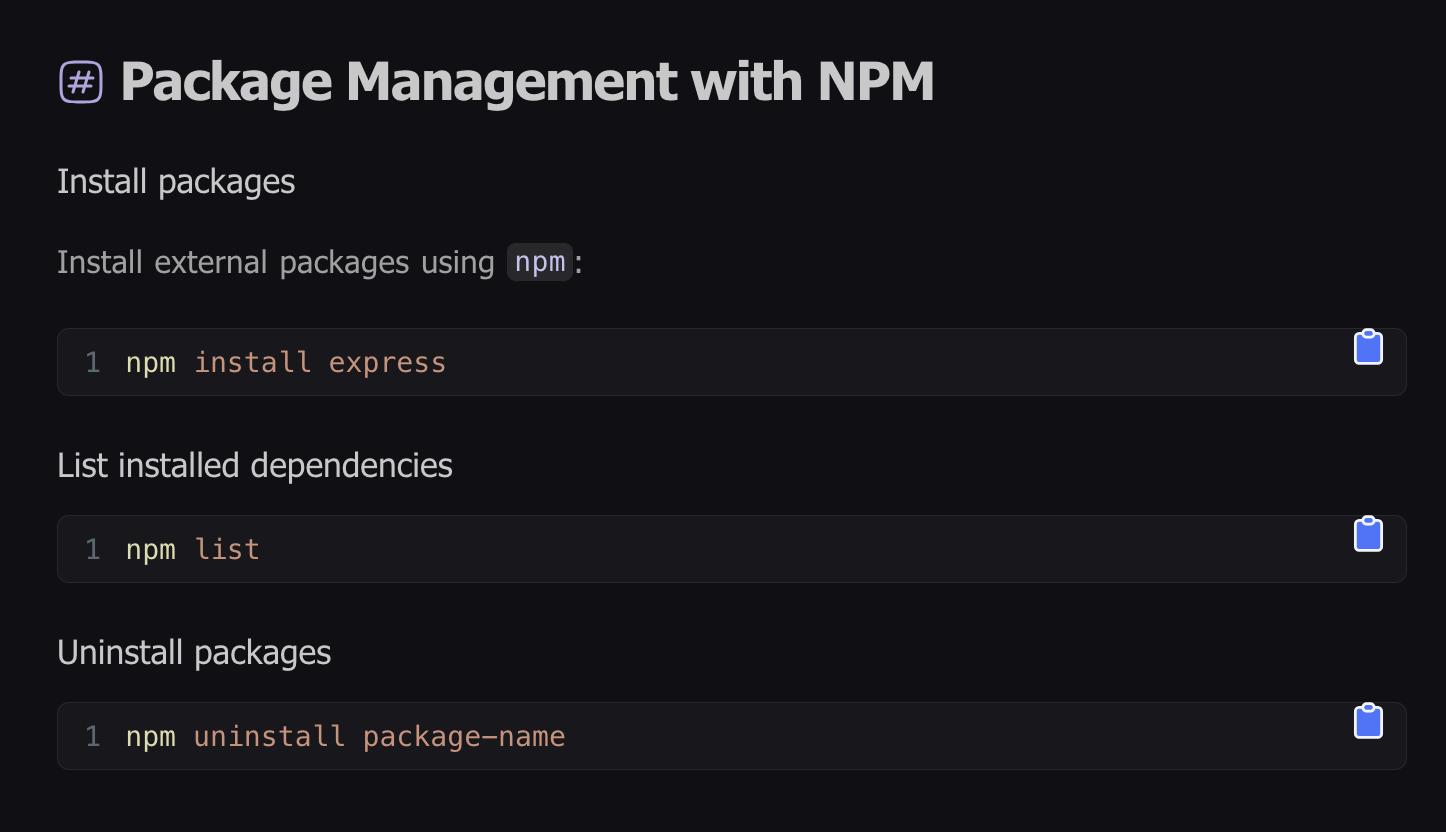 # Package Management with NPM
Install packages
Install external packages using npm:
1 npm install express
List installed dependencies
1 npm list
Uninstall packages
1 npm uninstall package-name